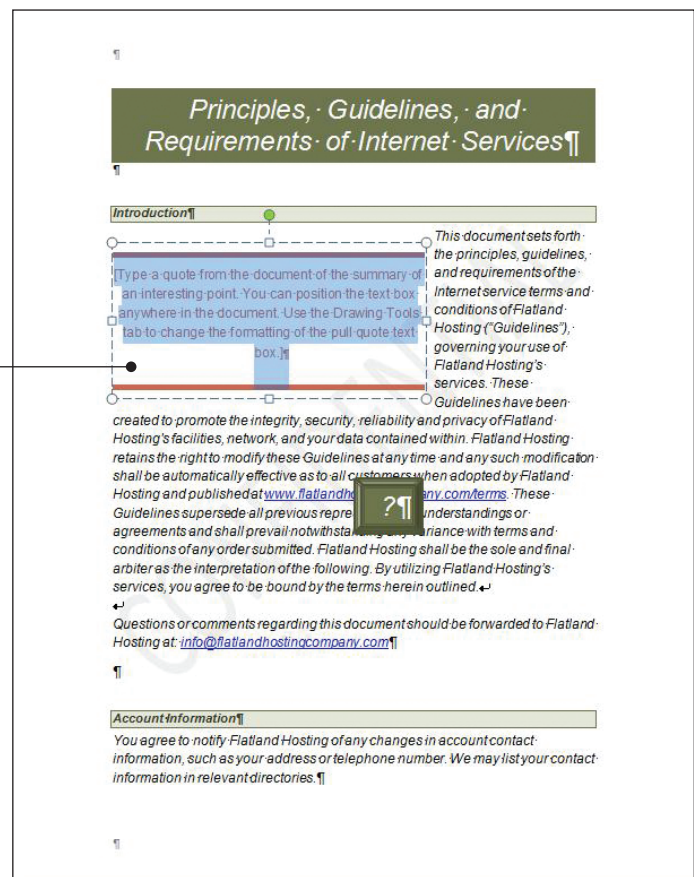 ¶
Principles, Guidelines, and
Requirements of Internet Services¶
¶
Introduction¶
[Type a quote from the document of the summary of
an interesting point. You can position the text box
anywhere in the document. Use the Drawing Tools
tab to change the formatting of the pull quote text
box.]¶
This document sets forth
the principles, guidelines,
and requirements of the
Internet service terms and
conditions of Flatland
Hosting ("Guidelines"),
governing your use of
Flatland Hosting's
services. These
Guidelines have been
created to promote the integrity, security, reliability and privacy of Flatland
Hosting's facilities, network, and your data contained within. Flatland Hosting
retains the right to modify these Guidelines at any time and any such modification
shall be automatically effective as to all customers when adopted by Flatland
Hosting and published at These
Guidelines supersede all previous understandings or
agreements and shall prevail variance with terms and
conditions of any order submitted. Flatland Hosting shall be the sole and final
arbiter as the interpretation of the following. By utilizing Flatland Hosting's
services, you agree to be bound by the terms herein outlined.↵
↵
?¶
Questions or comments regarding this document should be forwarded to Flatland
Hosting at: info@flatlandhostingcompany.com¶
¶
Account Information¶
You agree to notify Flatland Hosting of any changes in account contact
information, such as your address or telephone number. We may list your contact
information in relevant directories.¶
¶